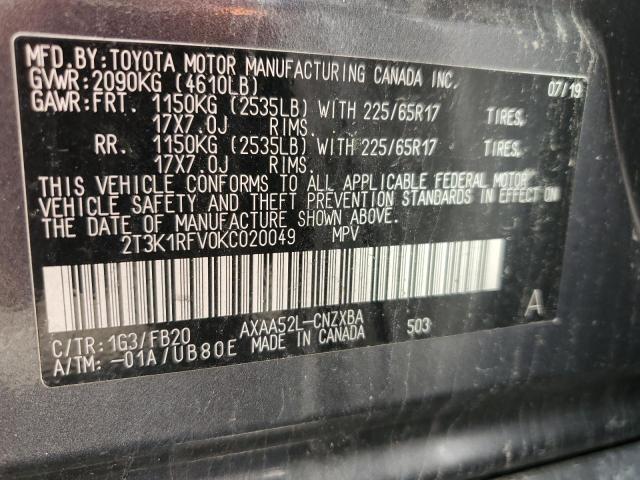 MFD.BY:TOYOTA MOTOR MANUFACTURING CANADA INC.
GVWR:2090KG (4610LB) 07/19
GAWR:FRT. 1150KG (2535LB) WITH 225/65R17 TIRES,
17X7.0J RIMS.
RR. 1150KG (2535LB) WITH 225/65R17 TIRES,
17X7.0J RIMS.
THIS VEHICLE CONFORMS TO ALL APPLICABLE FEDERAL MOTOR
VEHICLE SAFETY AND THEFT PREVENTION STANDARDS IN EFFECT ON
THE DATE OF MANUFACTURE SHOWN ABOVE.
2T3K1RFV0KC020049 MPV
A
C/TR:1G3/FB20 AXAA52L-CNZXBA 503
A/TM:-01A/UB80E MADE IN CANADA